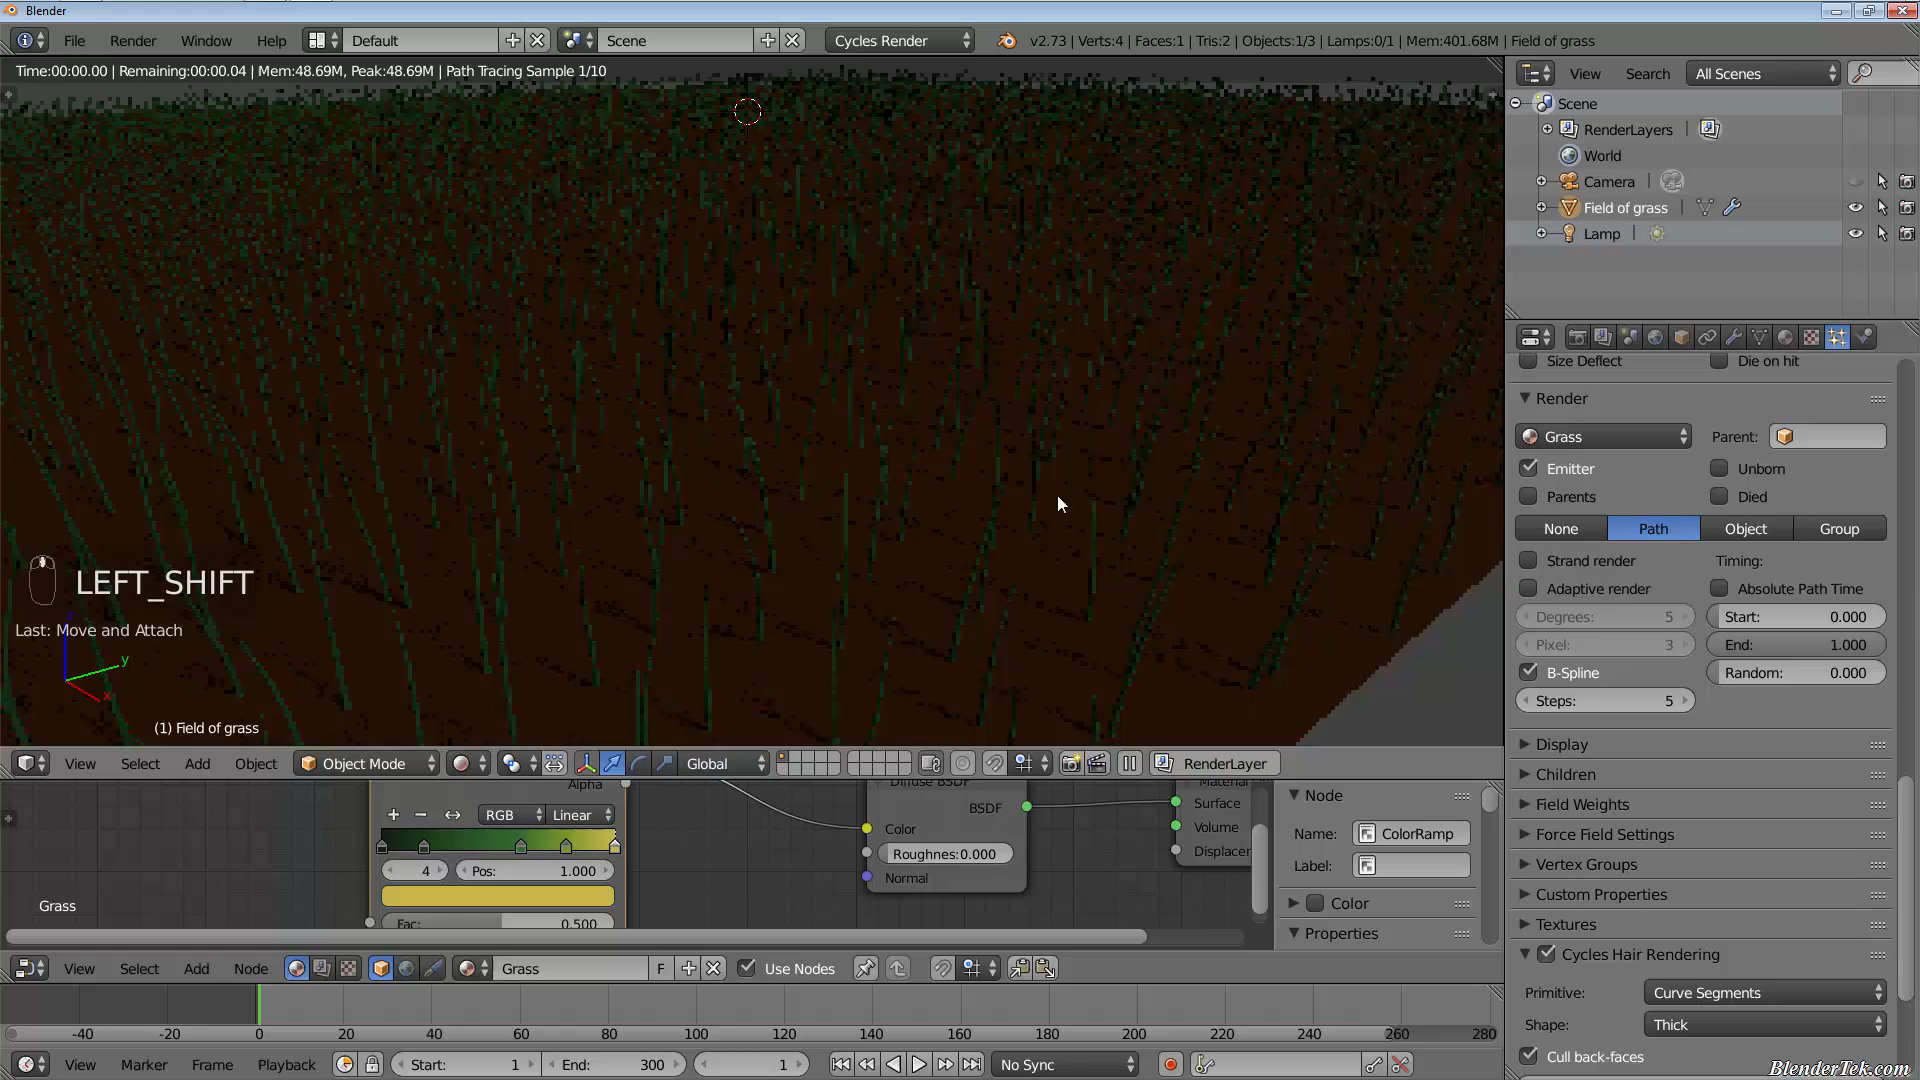 Blender
File Render Window Help Default Scene Cycles Render v2.73 | Verts:4 | Faces:1 | Tris:2 | Objects:1/3 | Lamps:0/1 | Mem:401.68M | Field of grass
Time:00:00.00 | Remaining:00:00.04 | Mem:48.69M, Peak:48.69M | Path Tracing Sample 1/10
View Search All Scenes
Scene
RenderLayers |
World
Camera |
Field of grass |
Lamp |
Size Deflect Die on hit
Render
Grass Parent:
Emitter Unborn
Parents Died
None Path Object Group
Strand render Timing:
Adaptive render Absolute Path Time
Degrees: 5 Start: 0.000
Pixel: 3 End: 1.000
B-Spline Random: 0.000
Steps: 5
Display
Children
Field Weights
Force Field Settings
Vertex Groups
Custom Properties
Textures
Cycles Hair Rendering
Primitive: Curve Segments
Shape: Thick
Cull back-faces
LEFT_SHIFT
Last: Move and Attach
z
y
x
(1) Field of grass
View Select Add Object Object Mode Global RenderLayer
Alpha
RGB Linear
4 Pos: 1.000
Fac: 0.500
Grass
Diffuse BSDF
BSDF
Color
Roughnes:0.000
Normal
Material
Surface
Volume
Displacer
Node
Name: ColorRamp
Label:
Color
Properties
View Select Add Node Grass F Use Nodes
-40 -20 0 20 40 60 80 100 120 140 160 180 200 220 240 260 280
View Marker Frame Playback Start: 1 End: 300 1 No Sync
BlenderTek.com